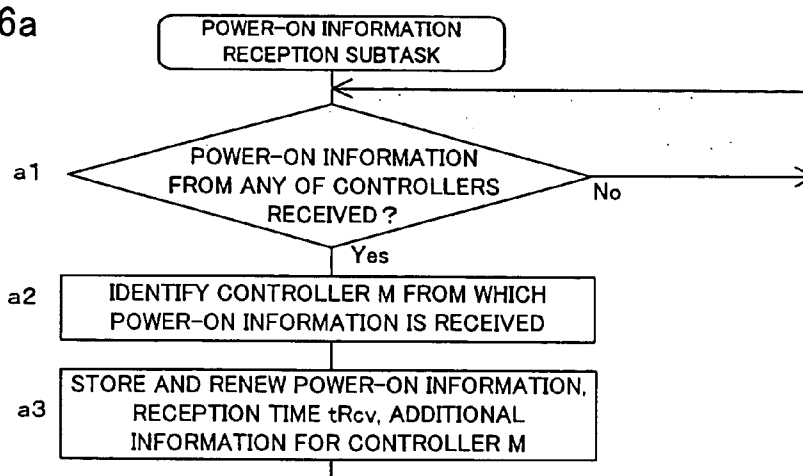 6a
POWER-ON INFORMATION
RECEPTION SUBTASK
a1
POWER-ON INFORMATION
FROM ANY OF CONTROLLERS
RECEIVED?
No
Yes
a2
IDENTIFY CONTROLLER M FROM WHICH
POWER-ON INFORMATION IS RECEIVED
a3
STORE AND RENEW POWER-ON INFORMATION,
RECEPTION TIME tRcv, ADDITIONAL
INFORMATION FOR CONTROLLER M